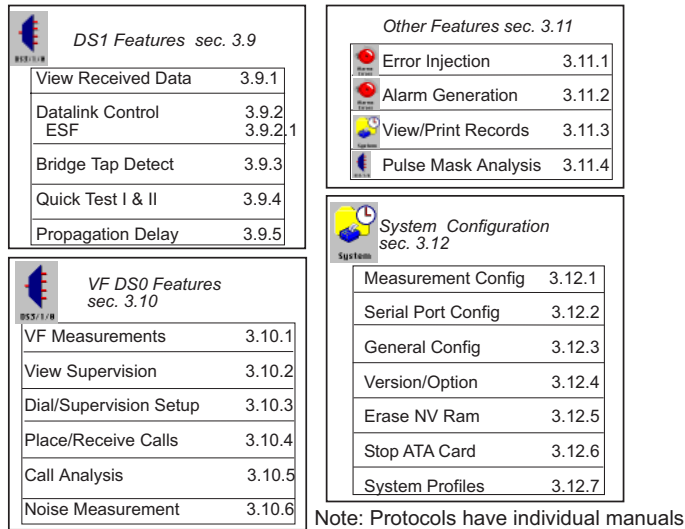 DS3/1/0
DS1 Features sec. 3.9
View Received Data 3.9.1
Datalink Control 3.9.2
ESF 3.9.2.1
Bridge Tap Detect 3.9.3
Quick Test I & II 3.9.4
Propagation Delay 3.9.5
DS3/1/0
VF DS0 Features
sec. 3.10
VF Measurements 3.10.1
View Supervision 3.10.2
Dial/Supervision Setup 3.10.3
Place/Receive Calls 3.10.4
Call Analysis 3.10.5
Noise Measurement 3.10.6
Other Features sec. 3.11
Error Injection 3.11.1
Alarm Generation 3.11.2
View/Print Records 3.11.3
System
Pulse Mask Analysis 3.11.4
System
System Configuration
sec. 3.12
Measurement Config 3.12.1
Serial Port Config 3.12.2
General Config 3.12.3
Version/Option 3.12.4
Erase NV Ram 3.12.5
Stop ATA Card 3.12.6
System Profiles 3.12.7
Note: Protocols have individual manuals